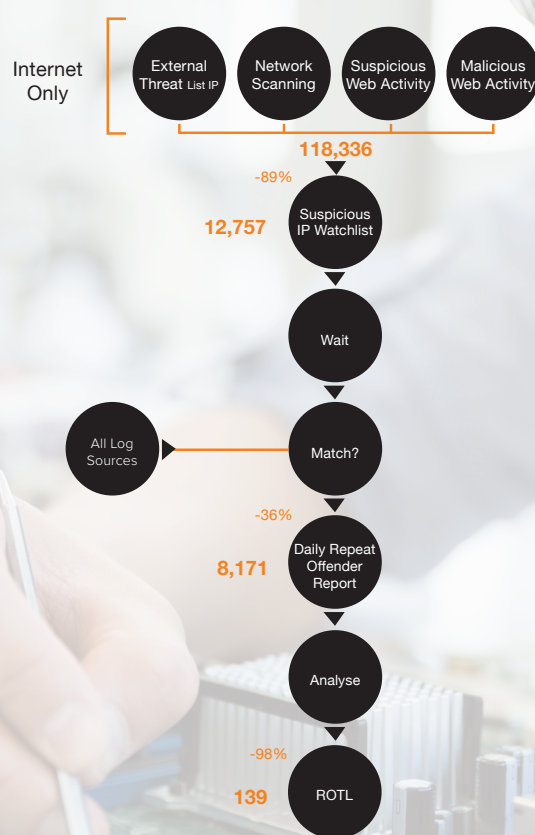 Internet
Only
External
Threat List IP
Network
Scanning
Suspicious
Web Activity
Malicious
Web Activity
118,336
-89%
12,757
Suspicious
IP Watchlist
Wait
All Log
Sources
Match?
-36%
8,171
Daily Repeat
Offender
Report
Analyse
-98%
139
ROTL